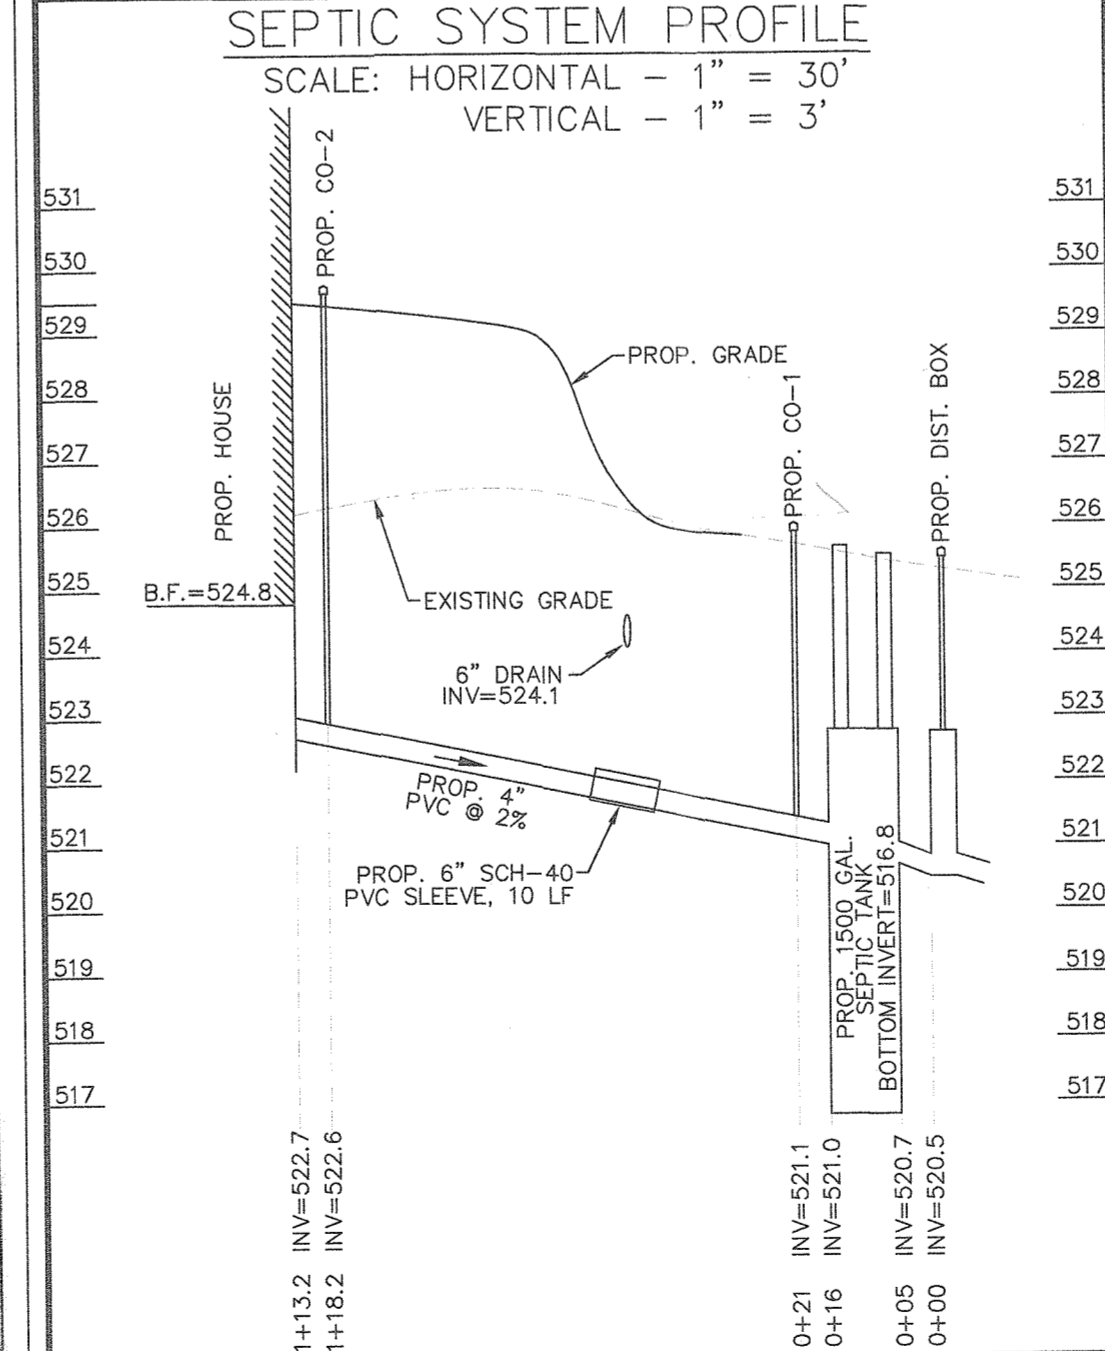 SEPTIC SYSTEM PROFILE
SCALE: HORIZONTAL - 1" = 30'
VERTICAL - 1" = 3'
531
530
529
528
527
526
525
524
523
522
521
520
519
518
517
PROP. HOUSE
B.F.=524.8
PROP. CO-2
PROP. GRADE
EXISTING GRADE
6" DRAIN
INV=524.1
PROP. 4"
PVC @ 2%
PROP. 6" SCH-40
PVC SLEEVE, 10 LF
PROP. CO-1
PROP. DIST. BOX
PROP. 1500 GAL.
SEPTIC TANK
BOTTOM INVERT=516.8
531
530
529
528
527
526
525
524
523
522
521
520
519
518
517
1+13.2 INV=522.7
1+18.2 INV=522.6
0+21 INV=521.1
0+16 INV=521.0
0+05 INV=520.7
0+00 INV=520.5